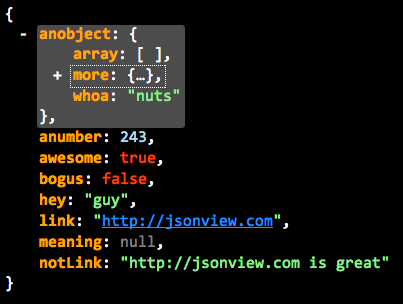 {
- anobject: {
array: [ ],
+ more: {…},
whoa: "nuts"
},
anumber: 243,
awesome: true,
bogus: false,
hey: "guy",
link: "http://jsonview.com",
meaning: null,
notLink: "http://jsonview.com is great"
}